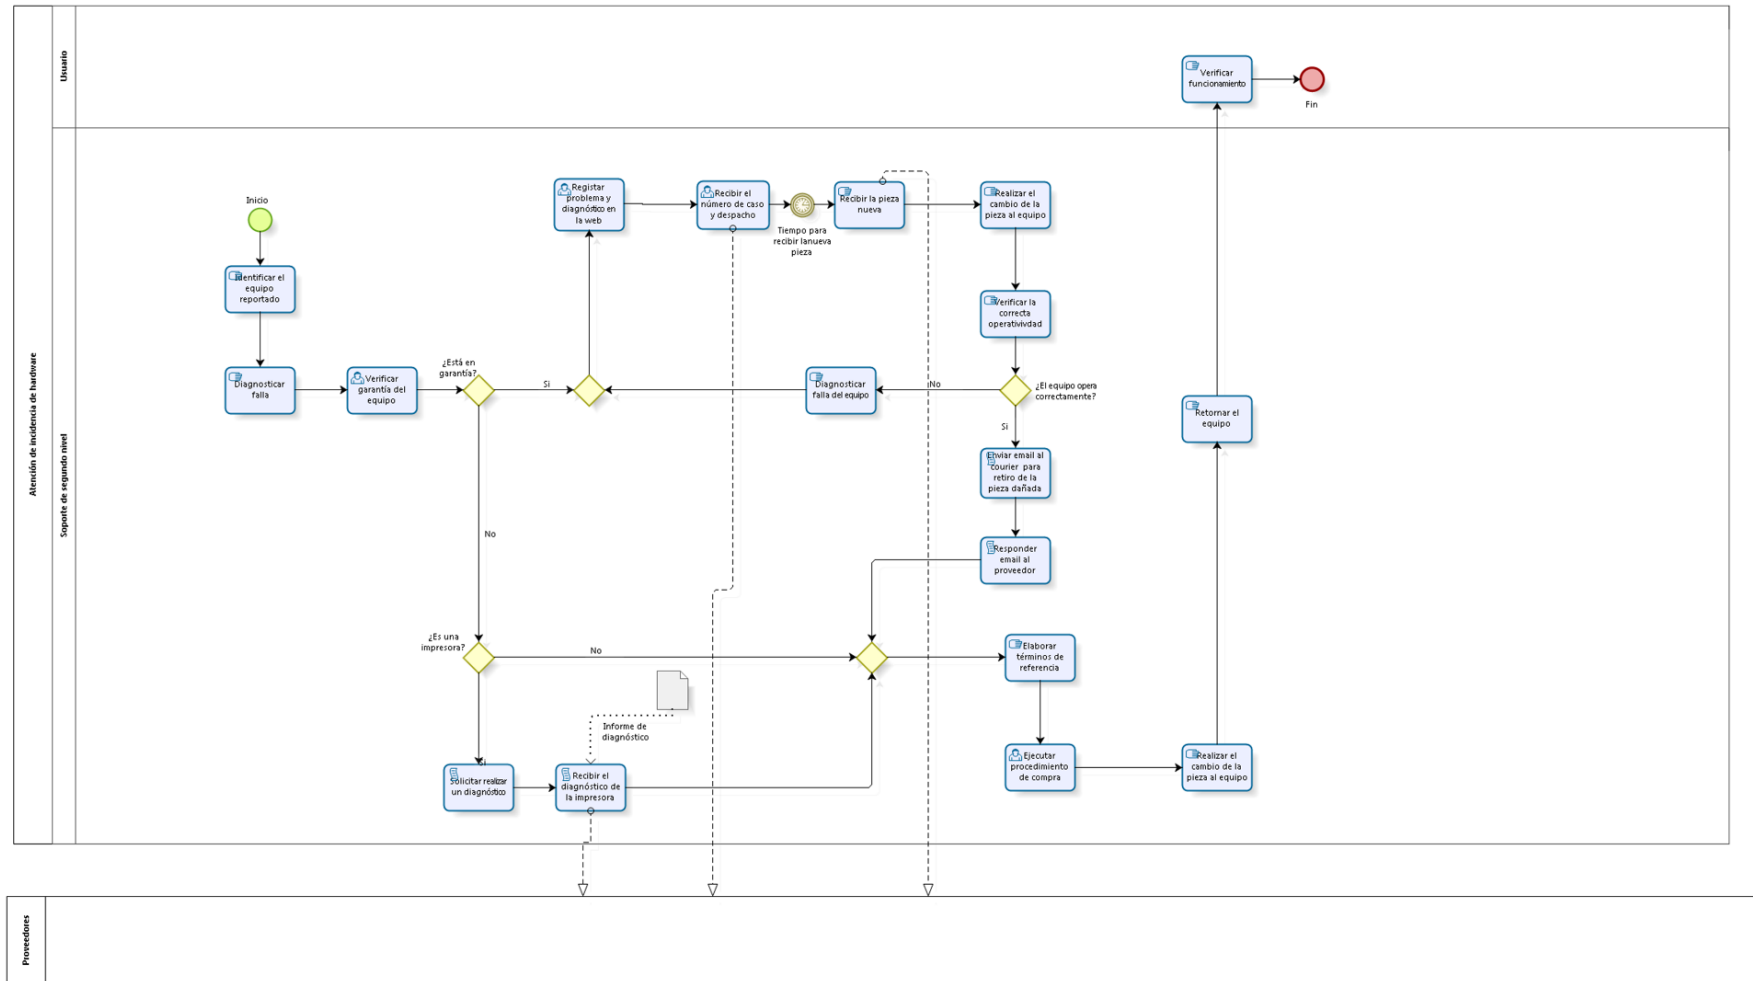 Atención de incidencia de hardware
Usuario
Verificar
funcionamiento
Fin
Soporte de segundo nivel
Inicio
Identificar el
equipo
reportado
Diagnosticar
falla
Verificar
garantía del
equipo
¿Está en
garantía?
Si
No
Registar
problema y
diagnóstico en
la web
Recibir el
número de caso
y despacho
Tiempo para
recibir lanueva
pieza
Recibir la pieza
nueva
Realizar el
cambio de la
pieza al equipo
Verificar la
correcta
operativivdad
¿El equipo opera
correctamente?
No
Diagnosticar
falla del equipo
Si
Enviar email al
courier para
retiro de la
pieza dañada
Responder
email al
proveedor
¿Es una
impresora?
No
Si
Solicitar realizar
un diagnóstico
Informe de
diagnóstico
Recibir el
diagnóstico de
la impresora
Elaborar
términos de
referencia
Ejecutar
procedimiento
de compra
Realizar el
cambio de la
pieza al equipo
Retornar el
equipo
Proveedores